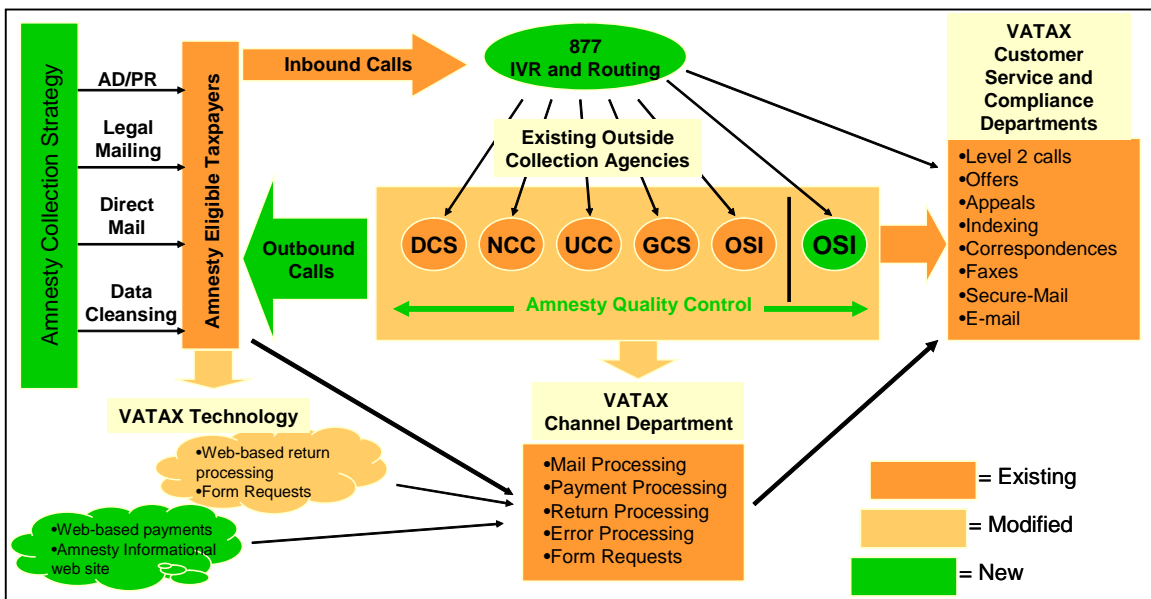 Amnesty Collection Strategy
AD/PR
Legal
Mailing
Direct
Mail
Data
Cleansing
Amnesty Eligible Taxpayers
Inbound Calls
877
IVR and Routing
Existing Outside
Collection Agencies
Outbound
Calls
DCS
NCC
UCC
GCS
OSI
OSI
Amnesty Quality Control
VATAX
Customer
Service and
Compliance
Departments
•Level 2 calls
•Offers
•Appeals
•Indexing
•Correspondences
•Faxes
•Secure-Mail
•E-mail
VATAX Technology
•Web-based return
processing
•Form Requests
•Web-based payments
•Amnesty Informational
web site
VATAX
Channel Department
•Mail Processing
•Payment Processing
•Return Processing
•Error Processing
•Form Requests
= Existing
= Modified
= New